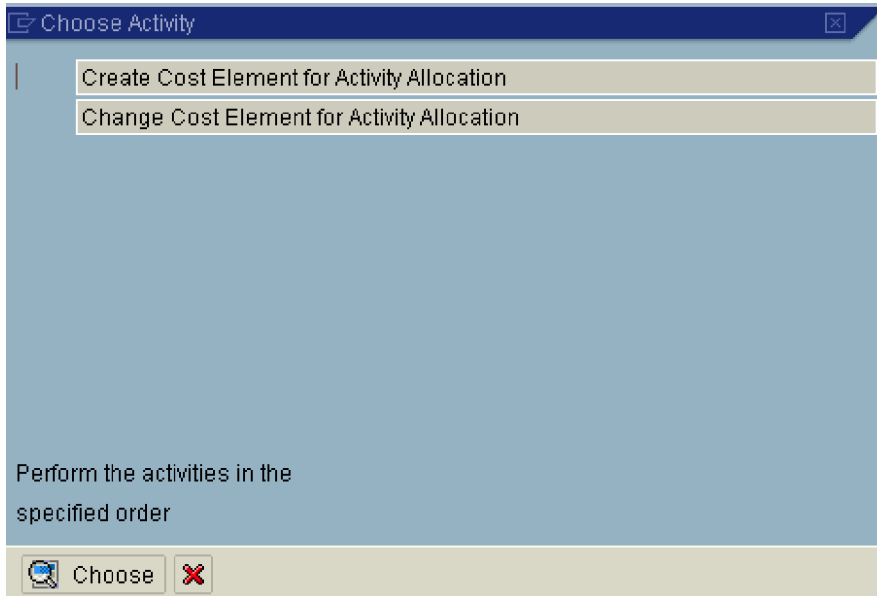 Choose Activity
Create Cost Element for Activity Allocation
Change Cost Element for Activity Allocation
Perform the activities in the
specified order
Choose